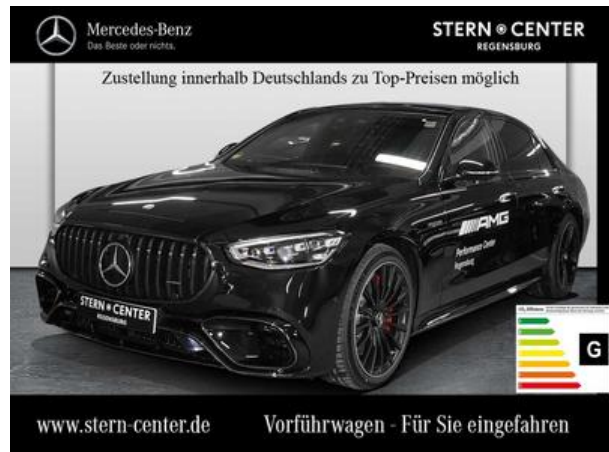 Mercedes-Benz
Das Beste oder nichts.
STERN CENTER
REGENSBURG
Zustellung innerhalb Deutschlands zu Top-Preisen möglich
AMG
Performance Center
Regensburg
STERN CENTER
REGENSBURG
G
www.stern-center.de
Vorführwagen - Für Sie eingefahren